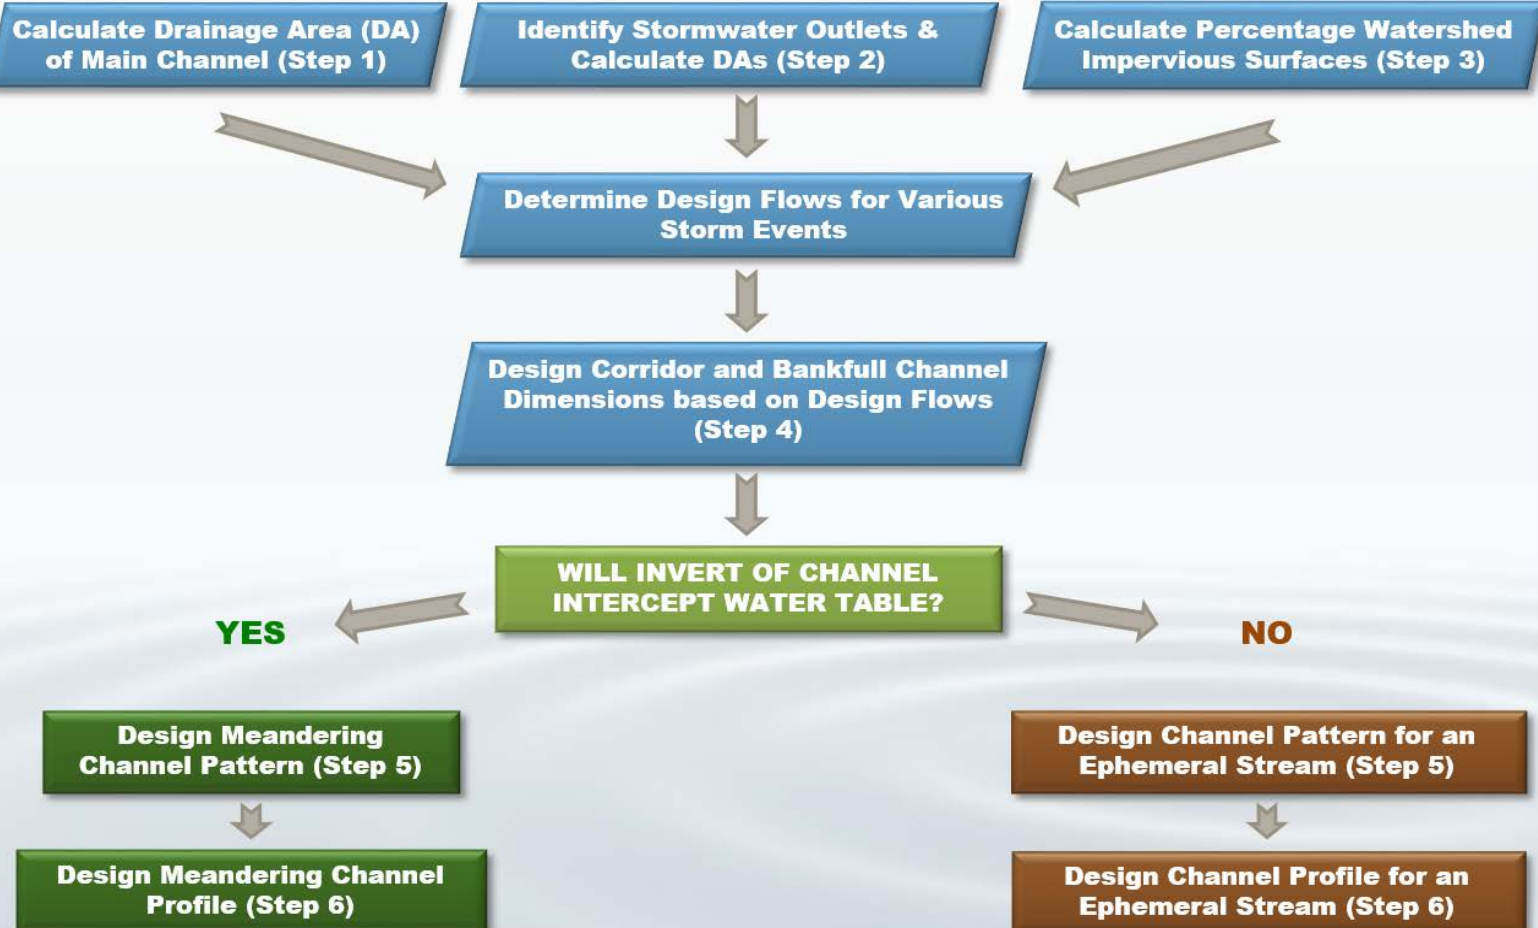 Calculate Drainage Area (DA)
of Main Channel (Step 1)
Identify Stormwater Outlets &
Calculate DAs (Step 2)
Calculate Percentage Watershed
Impervious Surfaces (Step 3)
Determine Design Flows for Various
Storm Events
Design Corridor and Bankfull Channel
Dimensions based on Design Flows
(Step 4)
WILL INVERT OF CHANNEL
INTERCEPT WATER TABLE?
YES
NO
Design Meandering
Channel Pattern (Step 5)
Design Channel Pattern for an
Ephemeral Stream (Step 5)
Design Meandering Channel
Profile (Step 6)
Design Channel Profile for an
Ephemeral Stream (Step 6)